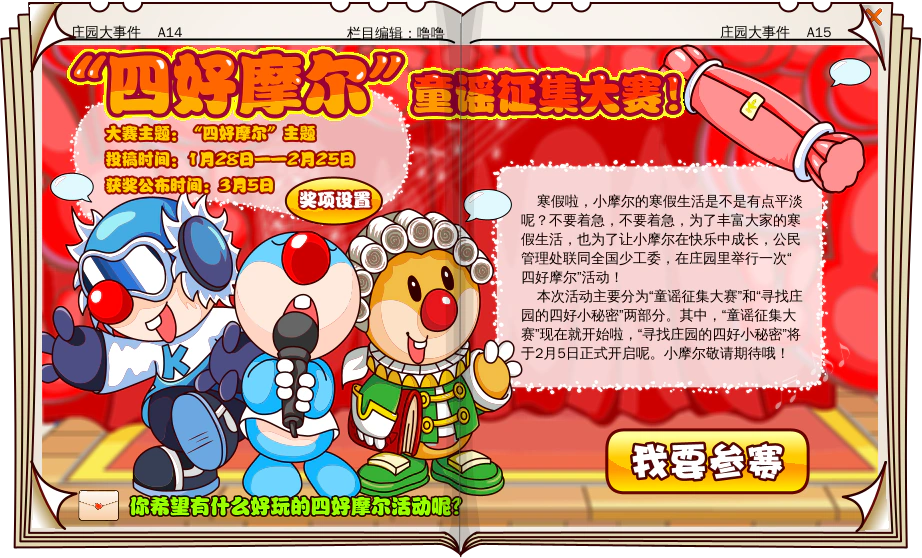 庄园大事件 A14
栏目编辑：噜噜
庄园大事件 A15
“四好摩尔”童谣征集大赛！
大赛主题：“四好摩尔”主题
投稿时间：1月28日——2月25日
获奖公布时间：3月5日
奖项设置
寒假啦，小摩尔的寒假生活是不是有点平淡
呢？不要着急，不要着急，为了丰富大家的寒
假生活，也为了让小摩尔在快乐中成长，公民
管理处联同全国少工委，在庄园里举行一次“
四好摩尔”活动！
本次活动主要分为“童谣征集大赛”和“寻找庄
园的四好小秘密”两部分。其中，“童谣征集大
赛”现在就开始啦，“寻找庄园的四好小秘密”将
于2月5日正式开启呢。小摩尔敬请期待哦！
K
我要参赛
你希望有什么好玩的四好摩尔活动呢？